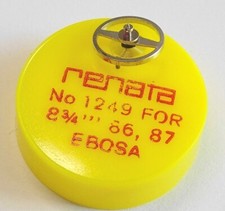 renata
No 1249 FOR
8¾''' 86, 87
EBOSA